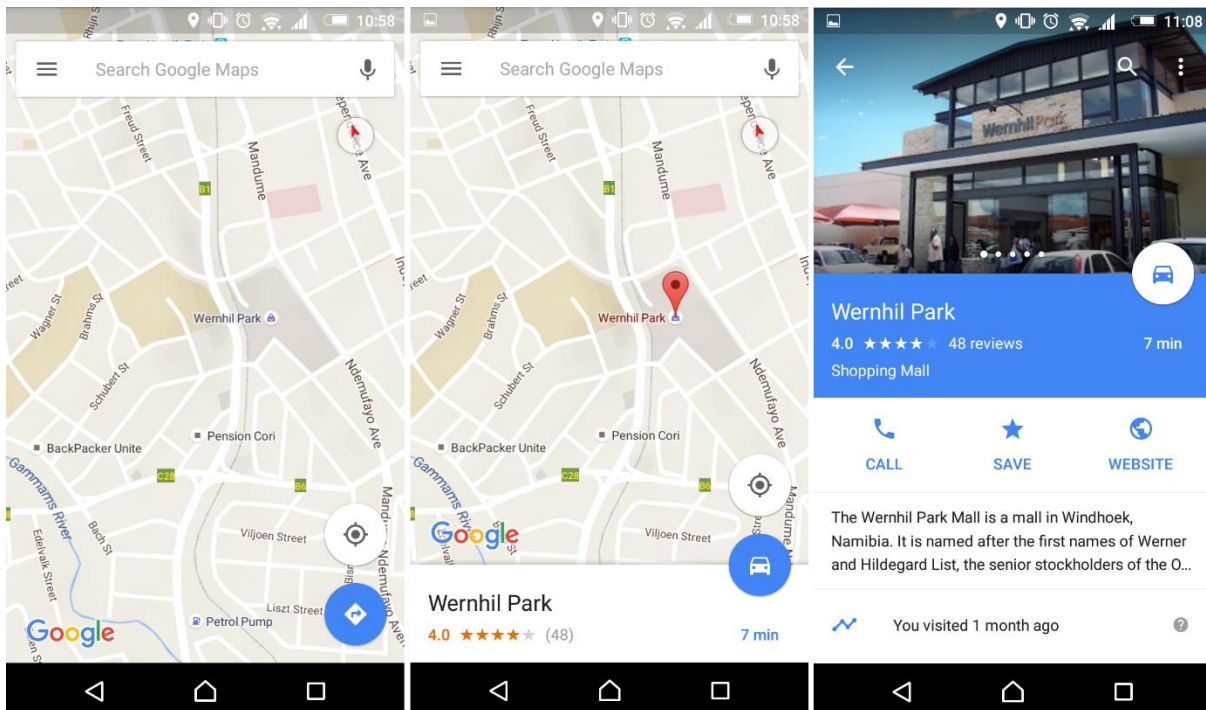 10:58
Search Google Maps
Freud Street
Mandume
B1
Wagner St
Brahms St
Schubert St
Wernhil Park
Ndemufayo Ave
Pension Cori
BackPacker Unite
C28
B6
Gammams River
Bach St
Edelvalk Street
Viljoen Street
Liszt Street
Petrol Pump
Google
10:58
Search Google Maps
Freud Street
Mandume
B1
Wagner St
Brahms St
Schubert St
Wernhil Park
Ndemufayo Ave
Pension Cori
BackPacker Unite
C28
B6
Gammams River
Viljoen Street
Google
Wernhil Park
4.0 (48)
7 min
11:08
Wernhil Park
Wernhil Park
4.0 48 reviews
7 min
Shopping Mall
CALL
SAVE
WEBSITE
The Wernhil Park Mall is a mall in Windhoek,
Namibia. It is named after the first names of Werner
and Hildegard List, the senior stockholders of the O...
You visited 1 month ago